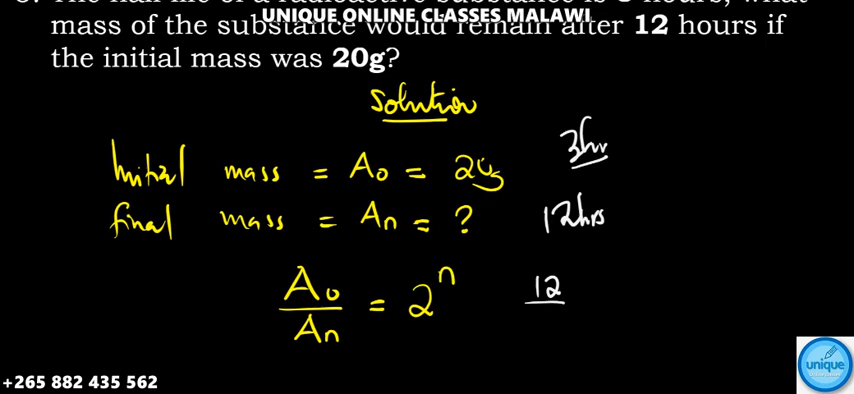 UNIQUE ONLINE CLASSES MALAWI
mass of the substance would remain after 12 hours if
the initial mass was 20g?
Solution
Initial mass = A₀ = 20g
3hr
final mass = Aₙ = ?
12hrs
A₀/Aₙ = 2ⁿ
12
unique
+265 882 435 562